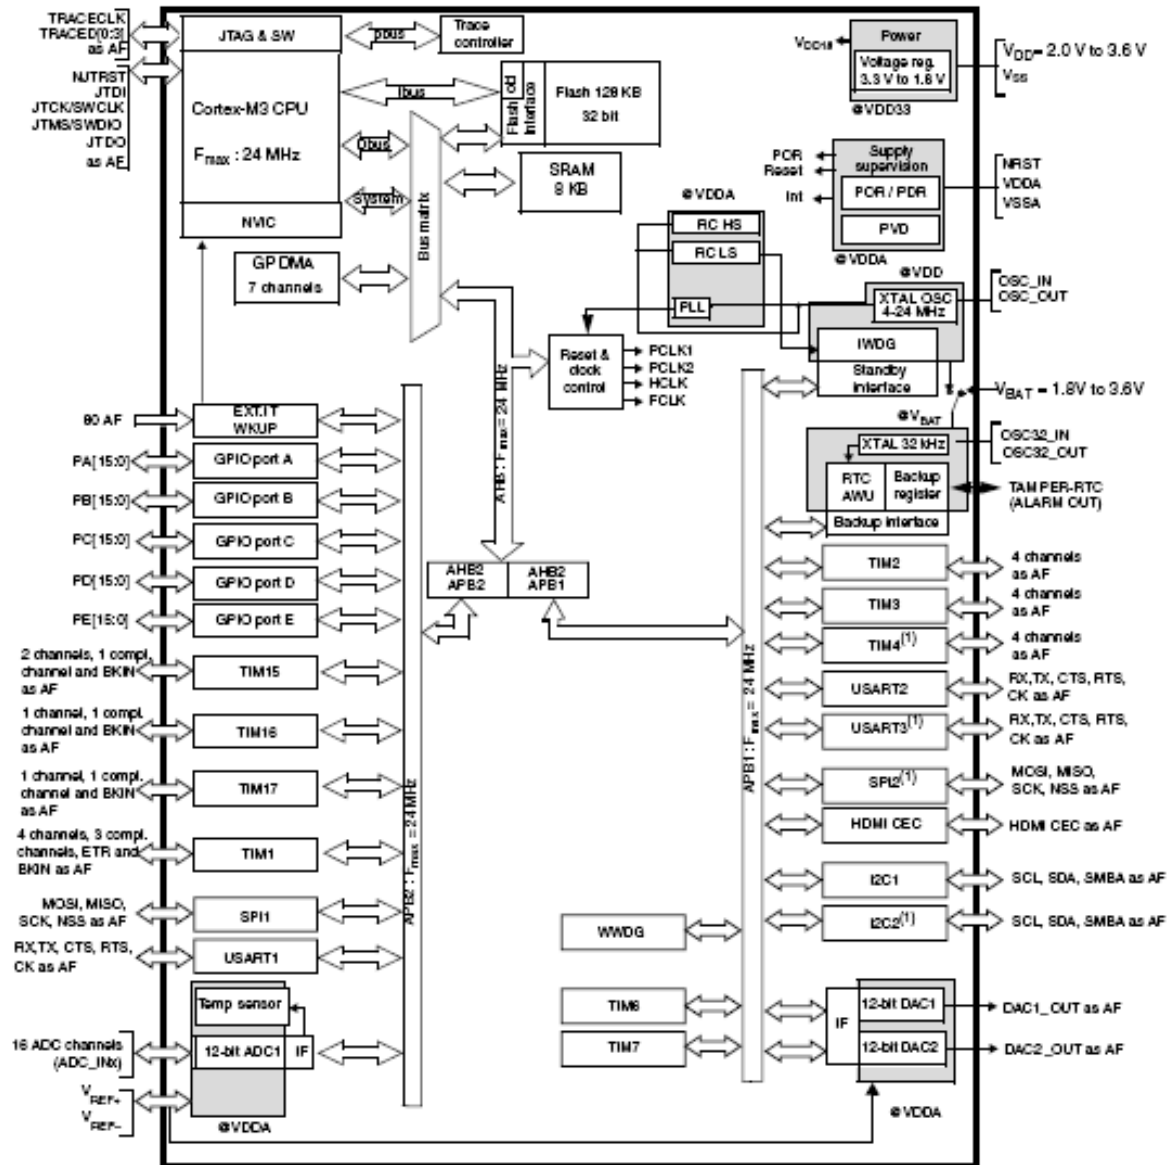 TRACECLK
TRACED[0:3]
as AF
NJTRST
JTDI
JTCK/SWCLK
JTMS/SWDIO
JTDO
as AF
JTAG & SW
pbus
Trace
controller
Cortex-M3 CPU
Fmax : 24 MHz
NVIC
Ibus
Dbus
System
Flash obl
Interface
Flash 128 KB
32 bit
SRAM
8 KB
GP DMA
7 channels
Bus matrix
VDD18
Power
Voltage reg.
3.3 V to 1.8 V
@VDD33
VDD = 2.0 V to 3.6 V
VSS
POR
Reset
Int
Supply
supervision
POR / PDR
PVD
@VDDA
NRST
VDDA
VSSA
@VDDA
RC HS
RC LS
PLL
@VDD
XTAL OSC
4-24 MHz
IWDG
Standby
interface
OSC_IN
OSC_OUT
Reset &
clock
control
PCLK1
PCLK2
HCLK
FCLK
VBAT = 1.8V to 3.6V
@VBAT
XTAL 32 kHz
RTC
AWU
Backup
register
Backup interface
OSC32_IN
OSC32_OUT
TAMPER-RTC
(ALARM OUT)
AHB : Fmax = 24 MHz
80 AF
EXT.IT
WKUP
PA[15:0]
GPIO port A
PB[15:0]
GPIO port B
PC[15:0]
GPIO port C
PD[15:0]
GPIO port D
PE[15:0]
GPIO port E
2 channels, 1 compl.
channel and BKIN
as AF
TIM15
1 channel, 1 compl.
channel and BKIN
as AF
TIM16
1 channel, 1 compl.
channel and BKIN
as AF
TIM17
4 channels, 3 compl.
channels, ETR and
BKIN as AF
TIM1
MOSI, MISO,
SCK, NSS as AF
SPI1
RX,TX, CTS, RTS,
CK as AF
USART1
Temp sensor
16 ADC channels
(ADC_INx)
12-bit ADC1
IF
VREF+
VREF-
@VDDA
APB2 : Fmax = 24 MHz
AHB2
APB2
AHB2
APB1
APB1 : Fmax = 24 MHz
WWDG
TIM6
TIM7
TIM2
4 channels
as AF
TIM3
4 channels
as AF
TIM4(1)
4 channels
as AF
USART2
RX,TX, CTS, RTS,
CK as AF
USART3(1)
RX,TX, CTS, RTS,
CK as AF
SPI2(1)
MOSI, MISO,
SCK, NSS as AF
HDMI CEC
HDMI CEC as AF
I2C1
SCL, SDA, SMBA as AF
I2C2(1)
SCL, SDA, SMBA as AF
IF
12-bit DAC1
DAC1_OUT as AF
12-bit DAC2
DAC2_OUT as AF
@VDDA